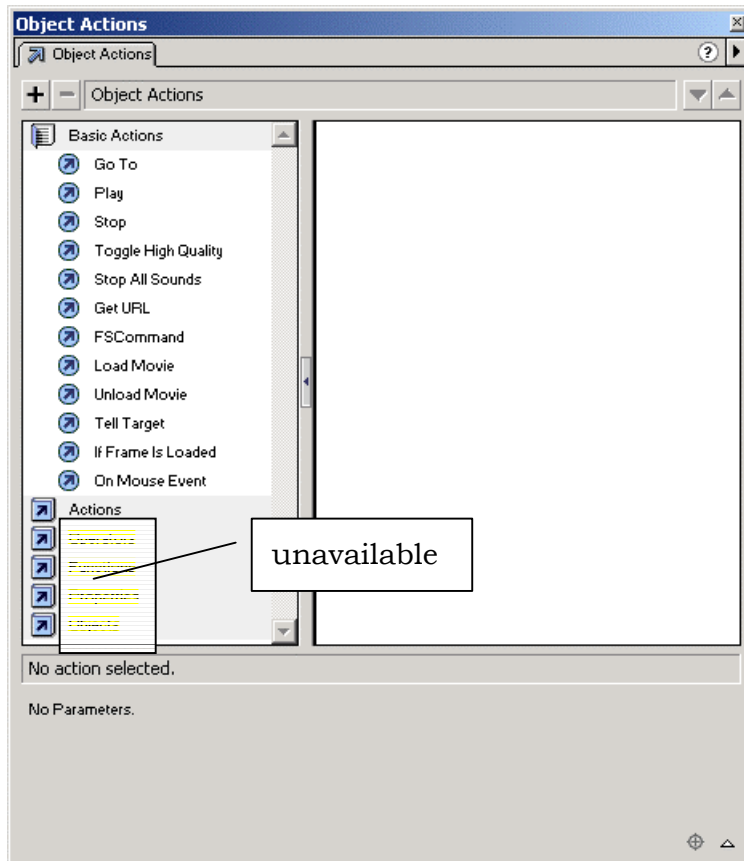 Object Actions
Object Actions
?
+ - Object Actions
Basic Actions
Go To
Play
Stop
Toggle High Quality
Stop All Sounds
Get URL
FSCommand
Load Movie
Unload Movie
Tell Target
If Frame Is Loaded
On Mouse Event
Actions
unavailable
No action selected.
No Parameters.